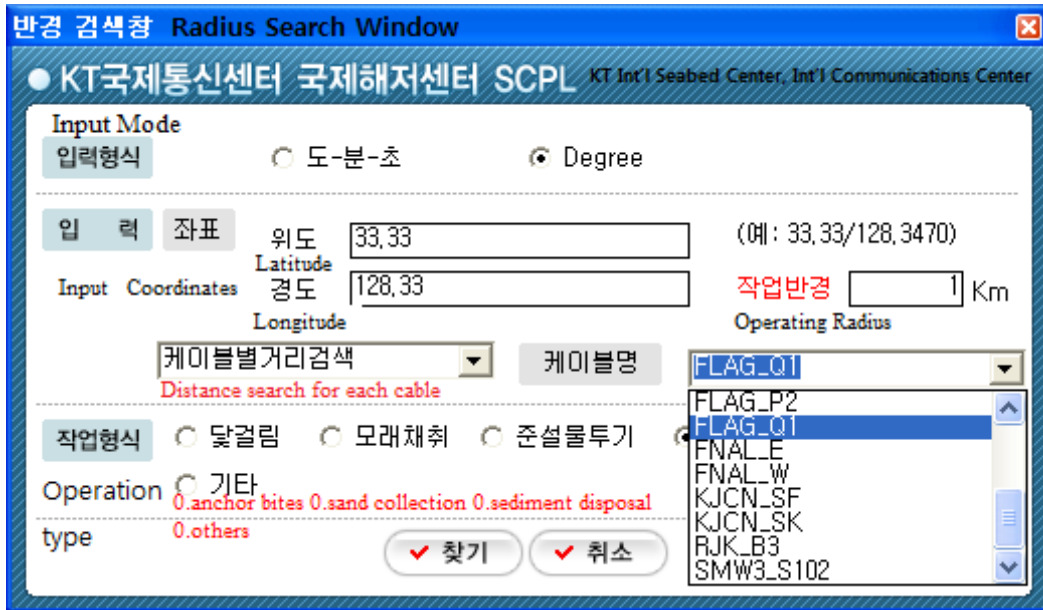 반경 검색창 Radius Search Window
KT국제통신센터 국제해저센터 SCPL KT Int'l Seabed Center, Int'l Communications Center
Input Mode
입력형식 도-분-초 Degree
입 력 좌표 위도 33,33 (예: 33,33/128,3470)
Latitude
Input Coordinates 경도 128,33 작업반경 1 Km
Longitude Operating Radius
케이블별거리검색 케이블명 FLAG_Q1
Distance search for each cable
FLAG_P2
FLAG_Q1
FNAL_E
FNAL_W
KJCN_SF
KJCN_SK
RJK_B3
SMW3_S102
작업형식 닻걸림 모래채취 준설물투기
Operation 기타
0.anchor bites 0.sand collection 0.sediment disposal
type 0.others
찾기 취소